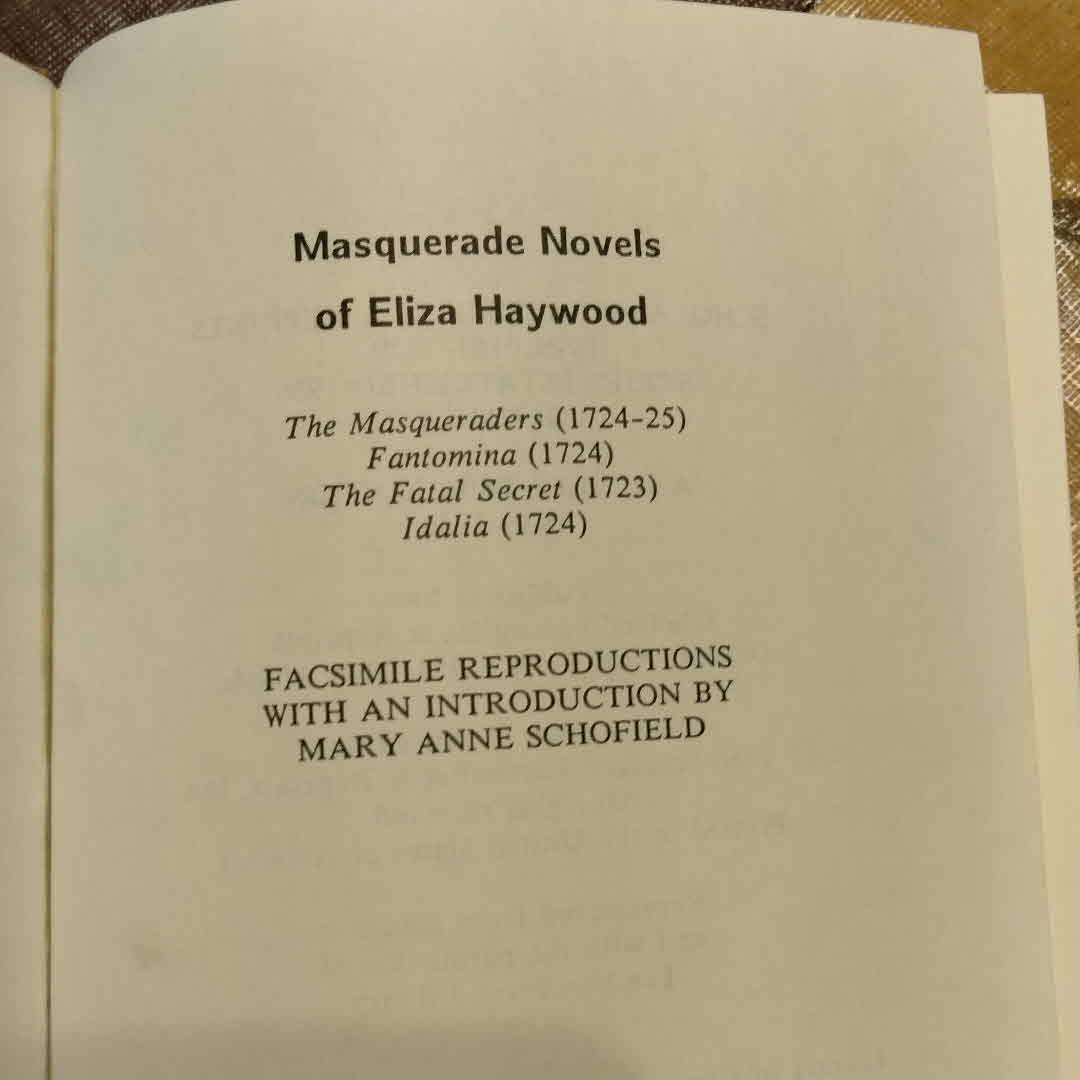 Masquerade Novels
of Eliza Haywood
The Masqueraders (1724-25)
Fantomina (1724)
The Fatal Secret (1723)
Idalia (1724)
FACSIMILE REPRODUCTIONS
WITH AN INTRODUCTION BY
MARY ANNE SCHOFIELD